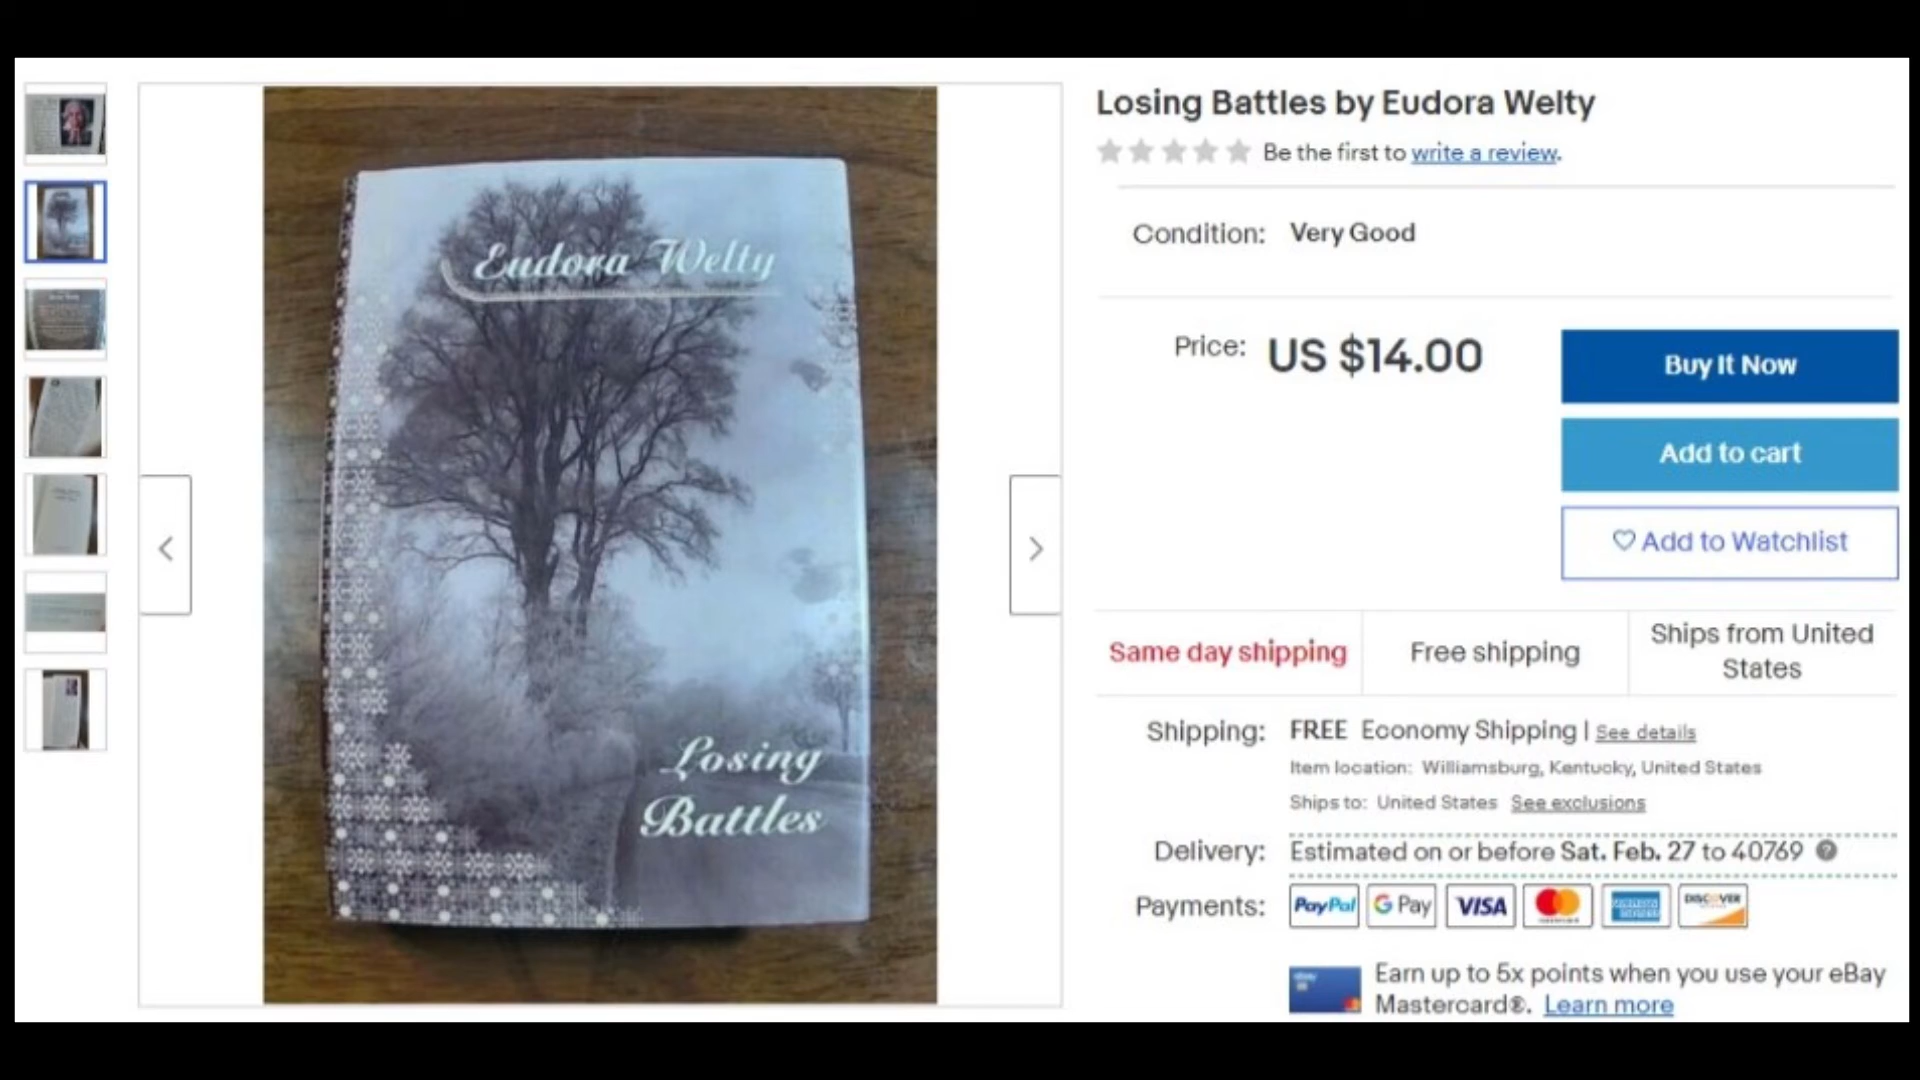 Losing Battles by Eudora Welty
Be the first to write a review.
Condition: Very Good
Price: US $14.00
Buy It Now
Add to cart
Add to Watchlist
Same day shipping
Free shipping
Ships from United
States
Shipping: FREE Economy Shipping | See details
Item location: Williamsburg, Kentucky, United States
Ships to: United States See exclusions
Delivery: Estimated on or before Sat. Feb. 27 to 40769
Payments: PayPal G Pay VISA DISCOVER
Earn up to 5x points when you use your eBay
Mastercard®. Learn more
Eudora Welty
Losing
Battles